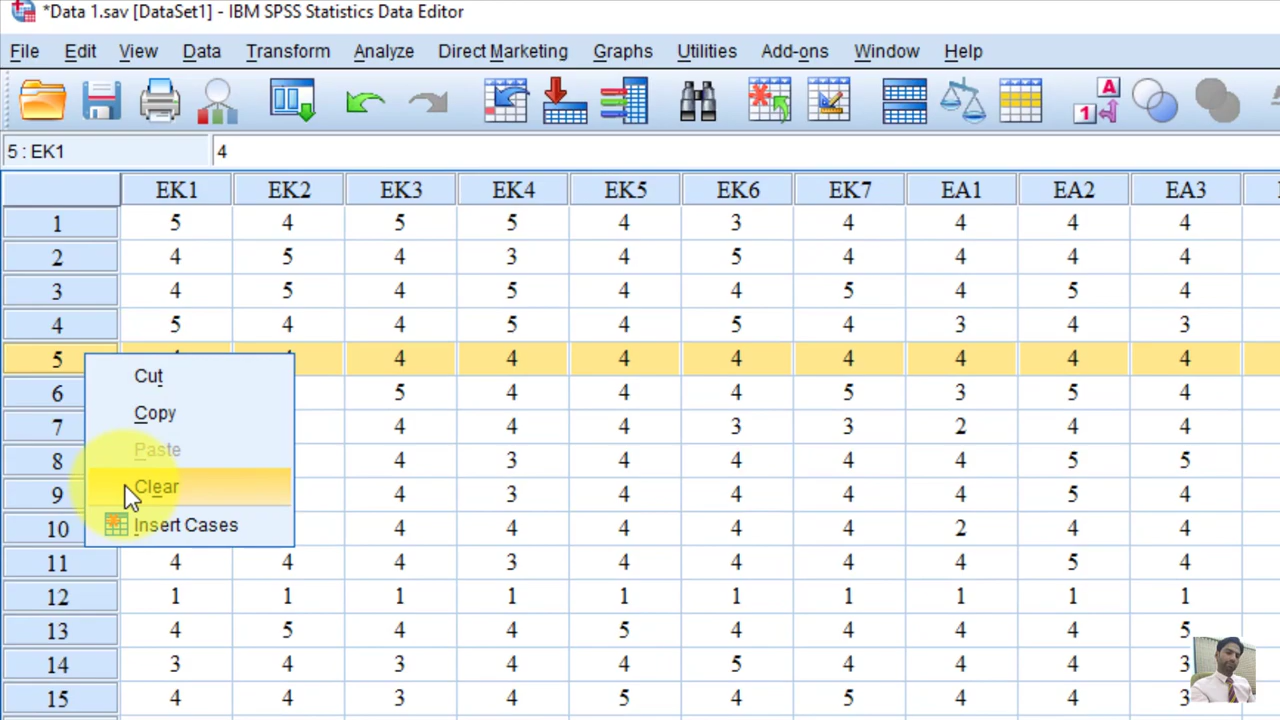 *Data 1.sav [DataSet1] - IBM SPSS Statistics Data Editor
File Edit View Data Transform Analyze Direct Marketing Graphs Utilities Add-ons Window Help
A
1
5 : EK1 4
EK1 EK2 EK3 EK4 EK5 EK6 EK7 EA1 EA2 EA3
1 5 4 5 5 4 3 4 4 4 4
2 4 5 4 3 4 5 4 4 4 4
3 4 5 4 5 4 4 5 4 5 4
4 5 4 4 5 4 5 4 3 4 3
5 4 4 4 4 4 4 4 4
Cut
6 5 4 4 4 5 3 5 4
Copy
7 4 4 4 3 3 2 4 4
Paste
8 4 3 4 4 4 4 5 5
Clear
9 4 3 4 4 4 4 5 4
Insert Cases
10 4 4 4 4 4 2 4 4
11 4 4 4 3 4 4 4 4 5 4
12 1 1 1 1 1 1 1 1 1 1
13 4 5 4 4 5 4 4 4 4 5
14 3 4 3 4 4 5 4 4 4 3
15 4 4 3 4 5 4 5 4 4 3